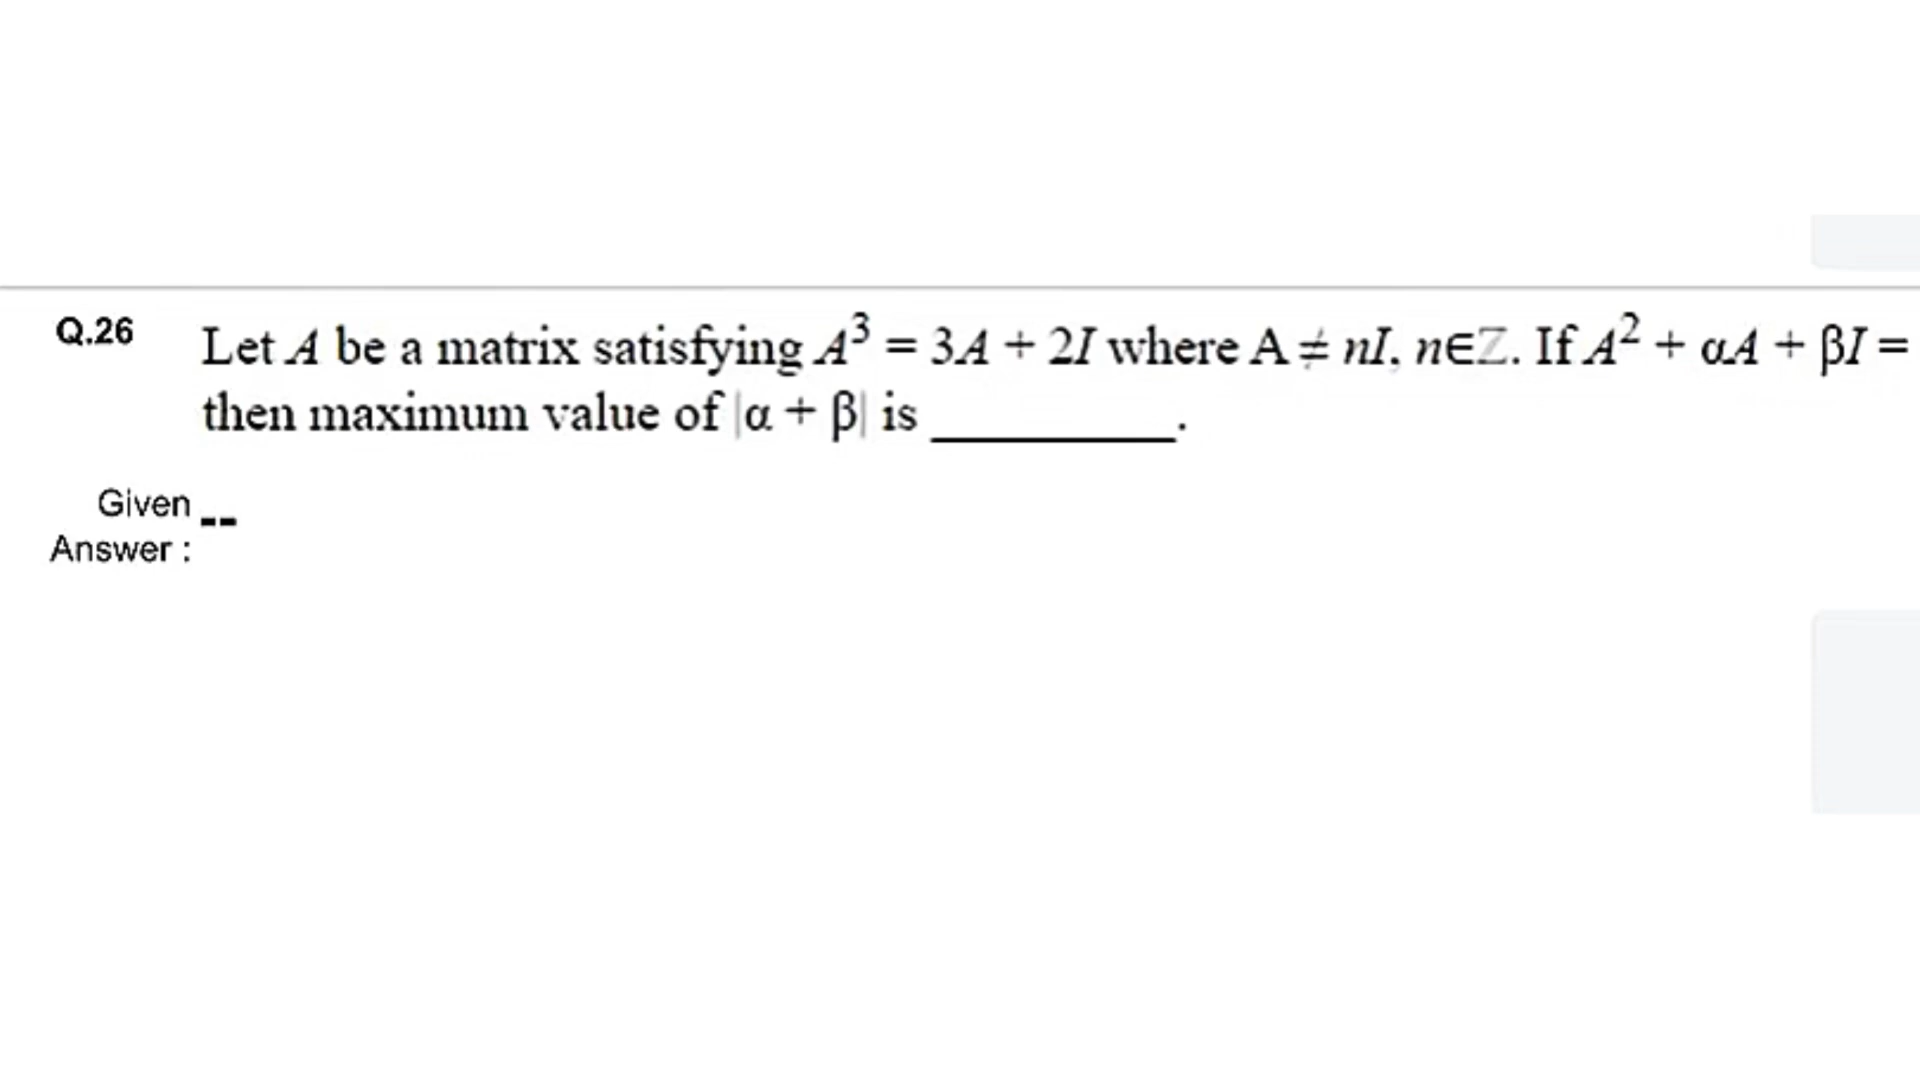 Q.26 Let A be a matrix satisfying A³ = 3A + 2I where A ≠ nI, n∈ℤ. If A² + αA + βI =
then maximum value of |α + β| is ________.
Given --
Answer :